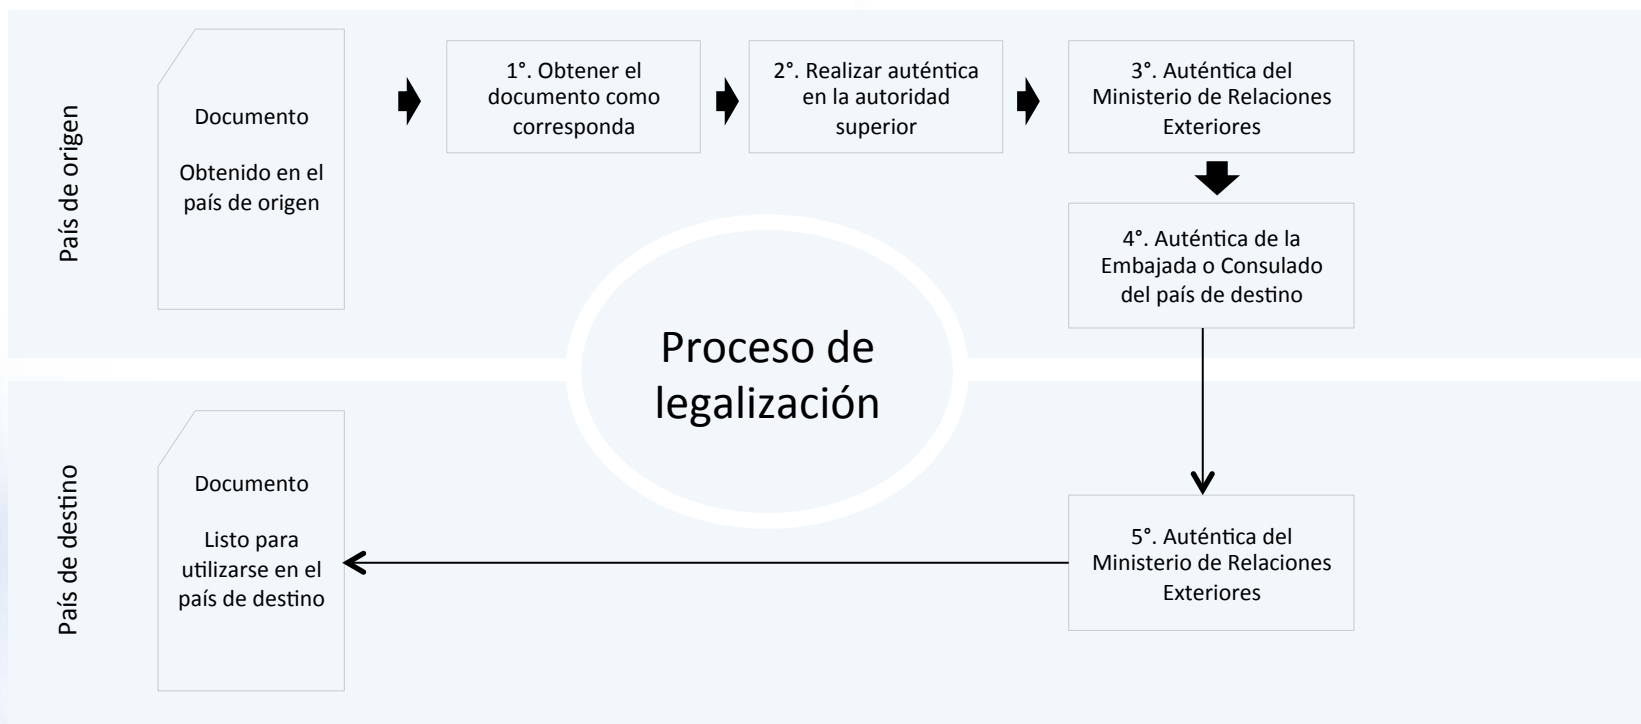 País de origen
Documento
Obtenido en el
país de origen
1°. Obtener el
documento como
corresponda
2°. Realizar auténtica
en la autoridad
superior
3°. Auténtica del
Ministerio de Relaciones
Exteriores
4°. Auténtica de la
Embajada o Consulado
del país de destino
Proceso de
legalización
País de destino
Documento
Listo para
utilizarse en el
país de destino
5°. Auténtica del
Ministerio de Relaciones
Exteriores